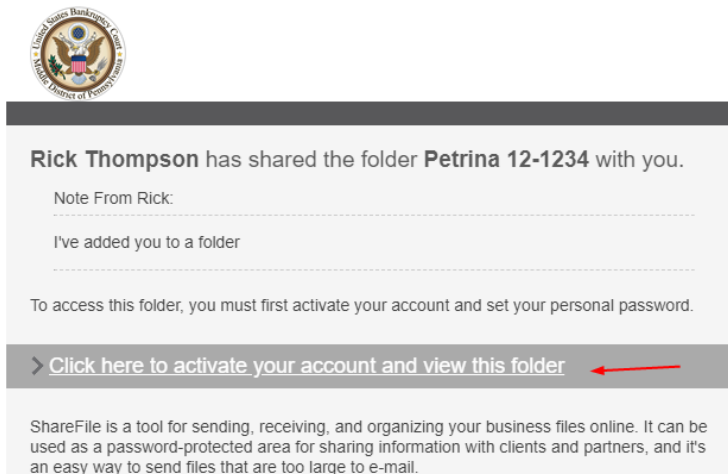 United States Bankruptcy Court
Middle District of Pennsylvania
Rick Thompson has shared the folder Petrina 12-1234 with you.
Note From Rick:
I've added you to a folder
To access this folder, you must first activate your account and set your personal password.
Click here to activate your account and view this folder
ShareFile is a tool for sending, receiving, and organizing your business files online. It can be
used as a password-protected area for sharing information with clients and partners, and it's
an easy way to send files that are too large to e-mail.